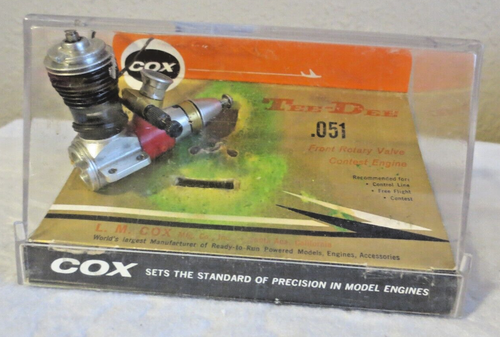 COX
TEE-DEE
.051
Front Rotary Valve
Contest Engine
Recommended for:
• Control Line
• Free Flight
• Contest
L. M. COX
World's largest Manufacturer of Ready-to-Run Powered Models, Engines, Accessories
COX SETS THE STANDARD OF PRECISION IN MODEL ENGINES